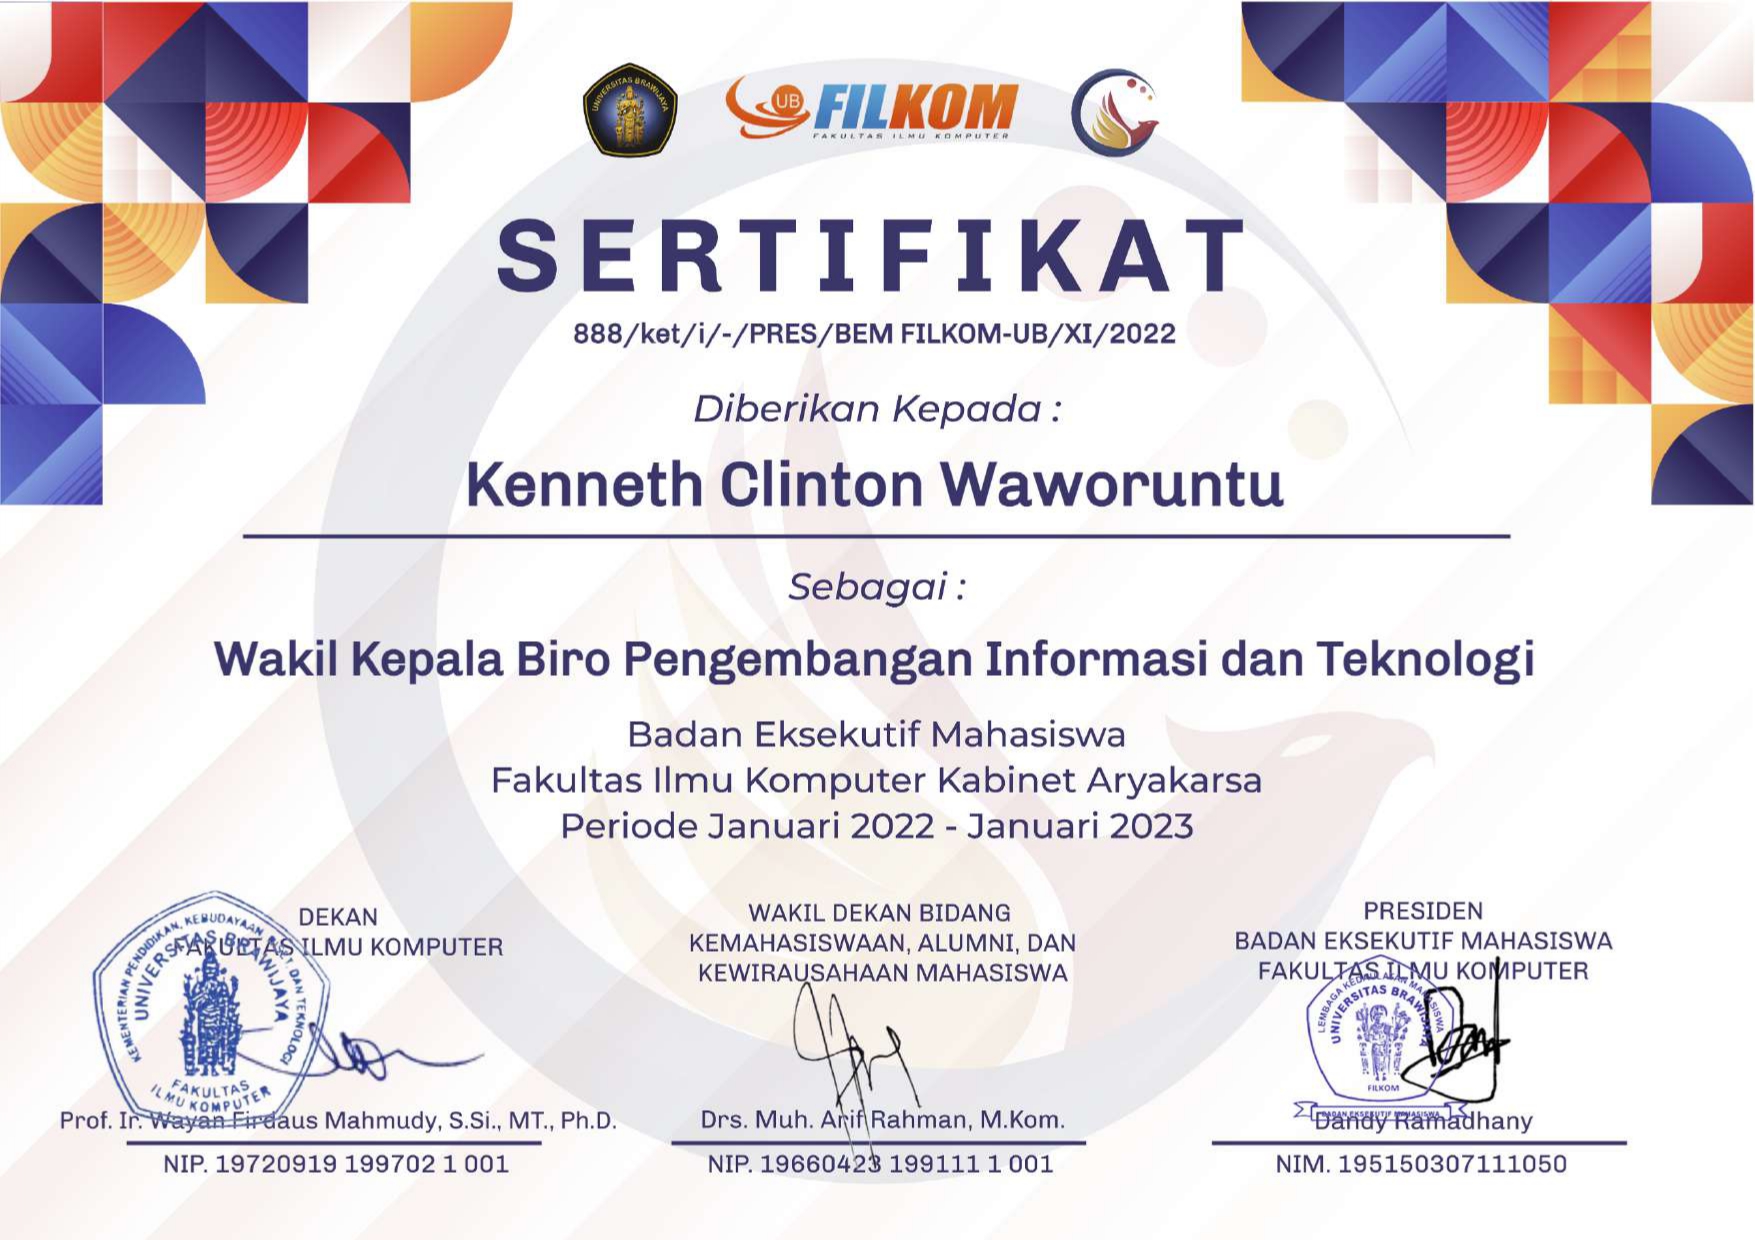 UNIVERSITAS BRAWIJAYA
UB FILKOM
FAKULTAS ILMU KOMPUTER
SERTIFIKAT
888/ket/i/-/PRES/BEM FILKOM-UB/XI/2022
Diberikan Kepada :
Kenneth Clinton Waworuntu
Sebagai :
Wakil Kepala Biro Pengembangan Informasi dan Teknologi
Badan Eksekutif Mahasiswa
Fakultas Ilmu Komputer Kabinet Aryakarsa
Periode Januari 2022 - Januari 2023
DEKAN
FAKULTAS ILMU KOMPUTER
KEMENTERIAN PENDIDIKAN, KEBUDAYAAN, RISET, DAN TEKNOLOGI
UNIVERSITAS BRAWIJAYA
FAKULTAS
ILMU KOMPUTER
Prof. Ir. Wayan Firdaus Mahmudy, S.Si., MT., Ph.D.
NIP. 19720919 199702 1 001
WAKIL DEKAN BIDANG
KEMAHASISWAAN, ALUMNI, DAN
KEWIRAUSAHAAN MAHASISWA
Drs. Muh. Arif Rahman, M.Kom.
NIP. 19660423 199111 1 001
PRESIDEN
BADAN EKSEKUTIF MAHASISWA
FAKULTAS ILMU KOMPUTER
LEMBAGA KEDAULATAN MAHASISWA
UNIVERSITAS BRAWIJAYA
FILKOM
BADAN EKSEKUTIF MAHASISWA
Dandy Ramadhany
NIM. 195150307111050